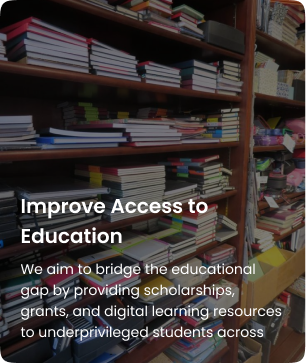 Improve Access to
Education
We aim to bridge the educational
gap by providing scholarships,
grants, and digital learning resources
to underprivileged students across